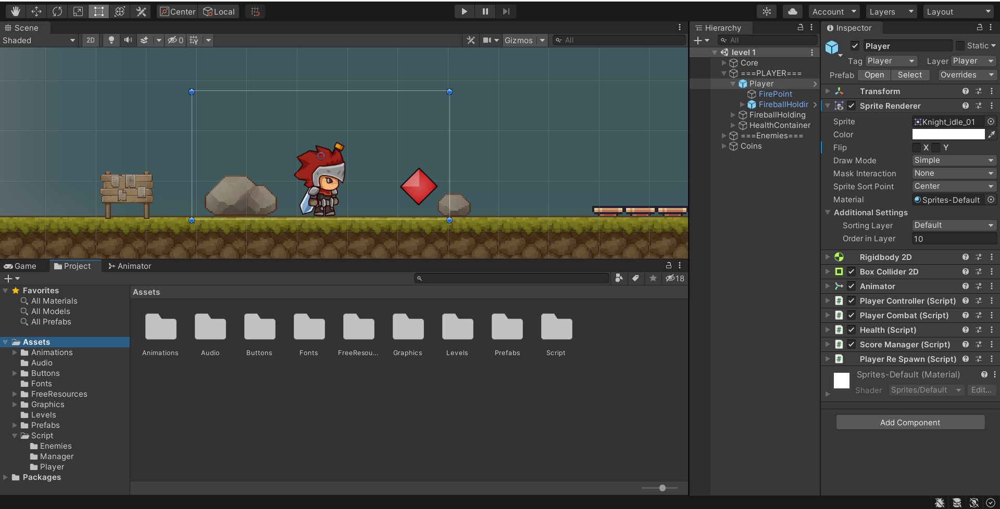 Center Local Account Layers Layout
Scene
Shaded 2D 0 Gizmos All
Hierarchy
All
level 1
Core
===PLAYER===
Player
FirePoint
FireballHoldir
FireballHolding
HealthContainer
===Enemies===
Coins
Inspector
Player Static
Tag Player Layer Player
Prefab Open Select Overrides
Transform
Sprite Renderer
Sprite Knight_idle_01
Color
Flip X Y
Draw Mode Simple
Mask Interaction None
Sprite Sort Point Center
Material Sprites-Default
Additional Settings
Sorting Layer Default
Order in Layer 10
Rigidbody 2D
Box Collider 2D
Animator
Player Controller (Script)
Player Combat (Script)
Health (Script)
Score Manager (Script)
Player Re Spawn (Script)
Sprites-Default (Material)
Shader Sprites/Default Edit...
Add Component
Game Project Animator
18
Favorites
All Materials
All Models
All Prefabs
Assets
Animations
Audio
Buttons
Fonts
FreeResources
Graphics
Levels
Prefabs
Script
Enemies
Manager
Player
Packages
Assets
Animations Audio Buttons Fonts FreeResou... Graphics Levels Prefabs Script